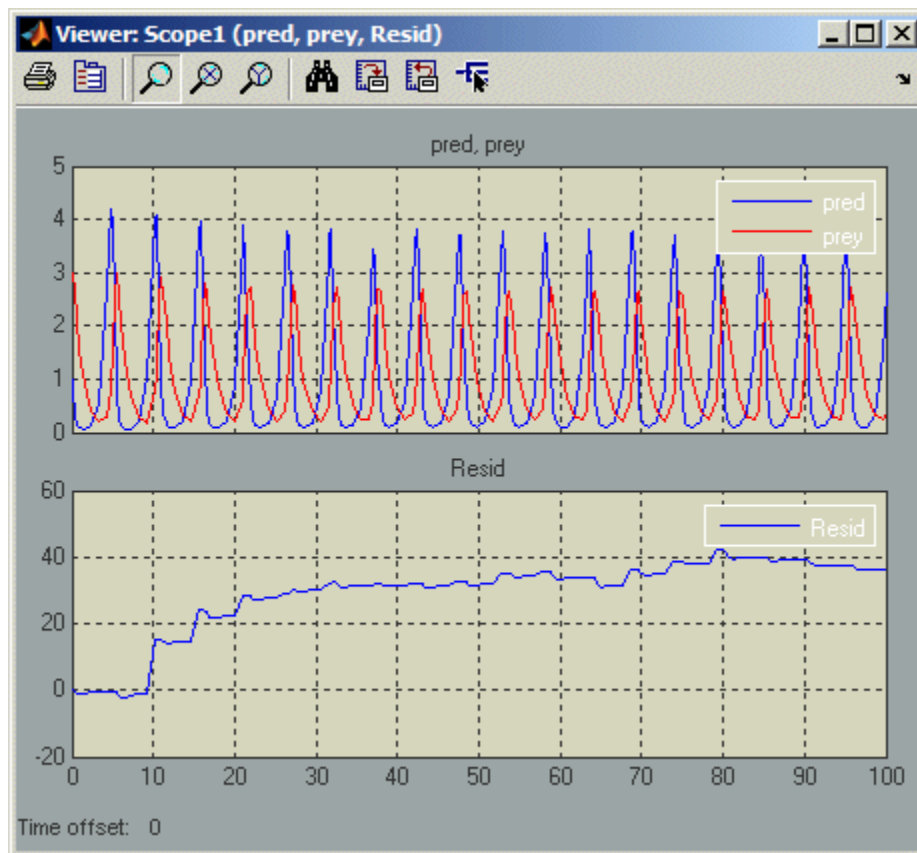 Viewer: Scope1 (pred, prey, Resid)
pred, prey
5
4
3
2
1
0
pred
prey
Resid
60
40
20
0
-20
Resid
0 10 20 30 40 50 60 70 80 90 100
Time offset: 0